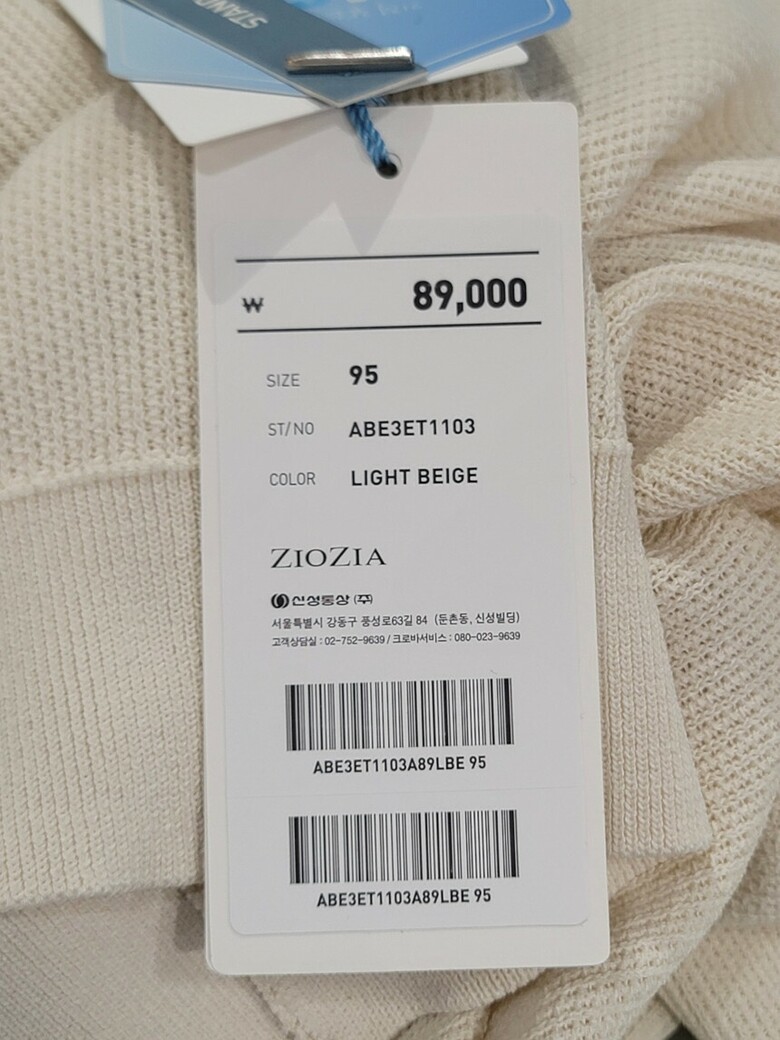 STAND
₩ 89,000
SIZE 95
ST/NO ABE3ET1103
COLOR LIGHT BEIGE
ZIOZIA
신성통상 (주)
서울특별시 강동구 풍성로63길 84 (둔촌동, 신성빌딩)
고객상담실 : 02-752-9639 / 크로바서비스 : 080-023-9639
ABE3ET1103A89LBE 95
ABE3ET1103A89LBE 95